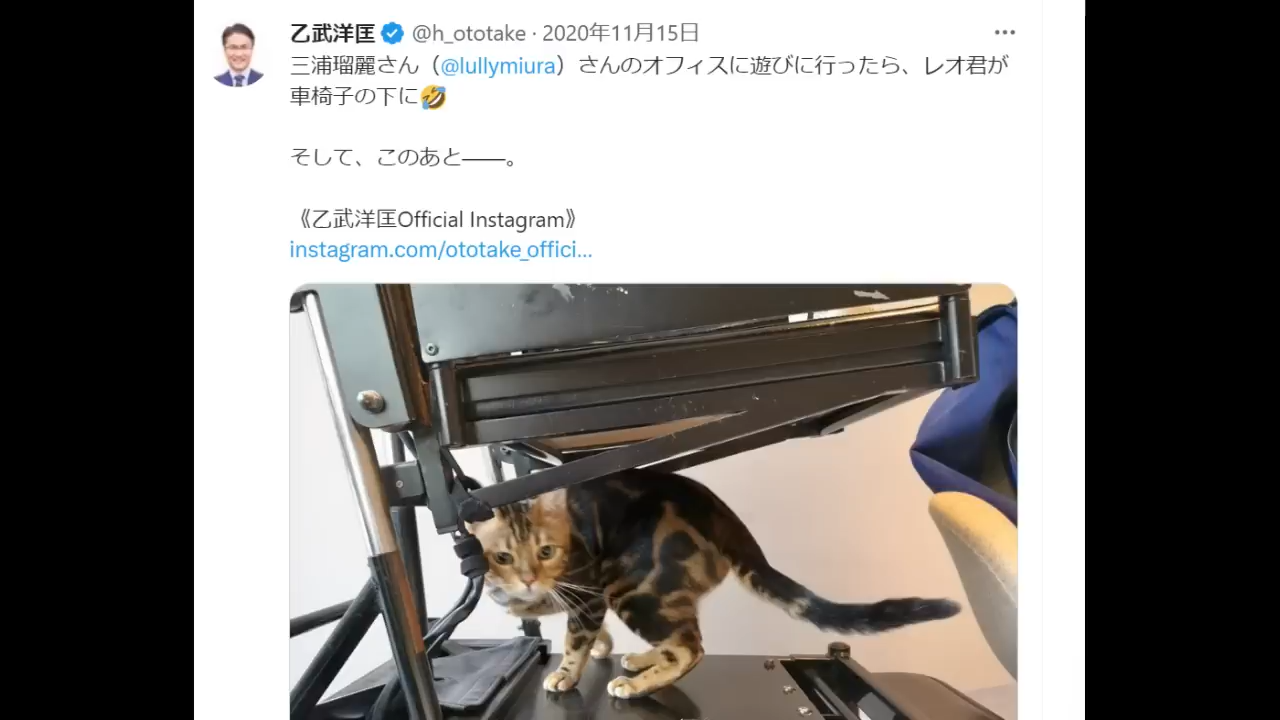 乙武洋匡 @h_ototake · 2020年11月15日
三浦瑠麗さん（@lullymiura）さんのオフィスに遊びに行ったら、レオ君が
車椅子の下に🤣
そして、このあと——。
《乙武洋匡Official Instagram》
instagram.com/ototake_offici...